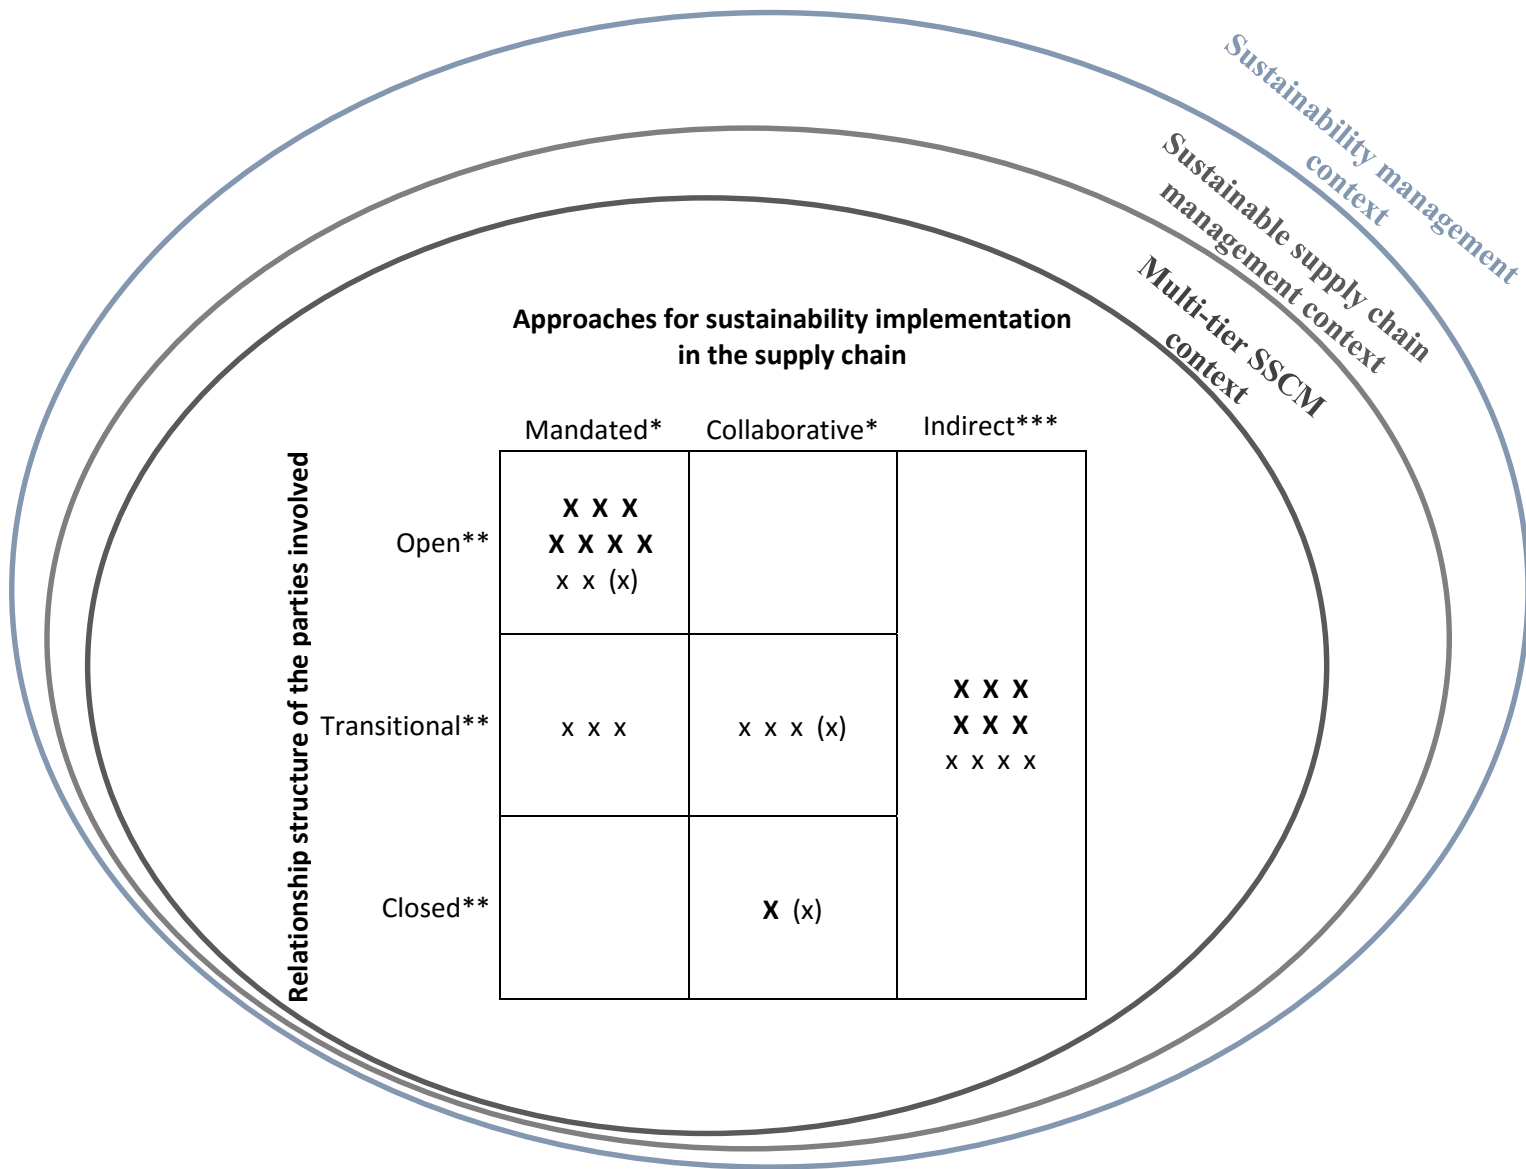 Sustainability management
context
Sustainable supply chain
management context
Multi-tier SSCM
context
Approaches for sustainability implementation
in the supply chain
Mandated* Collaborative* Indirect***
Relationship structure of the parties involved
Open**
X X X
X X X X
x x (x)
Transitional**
x x x
x x x (x)
X X X
X X X
x x x x
Closed**
X (x)